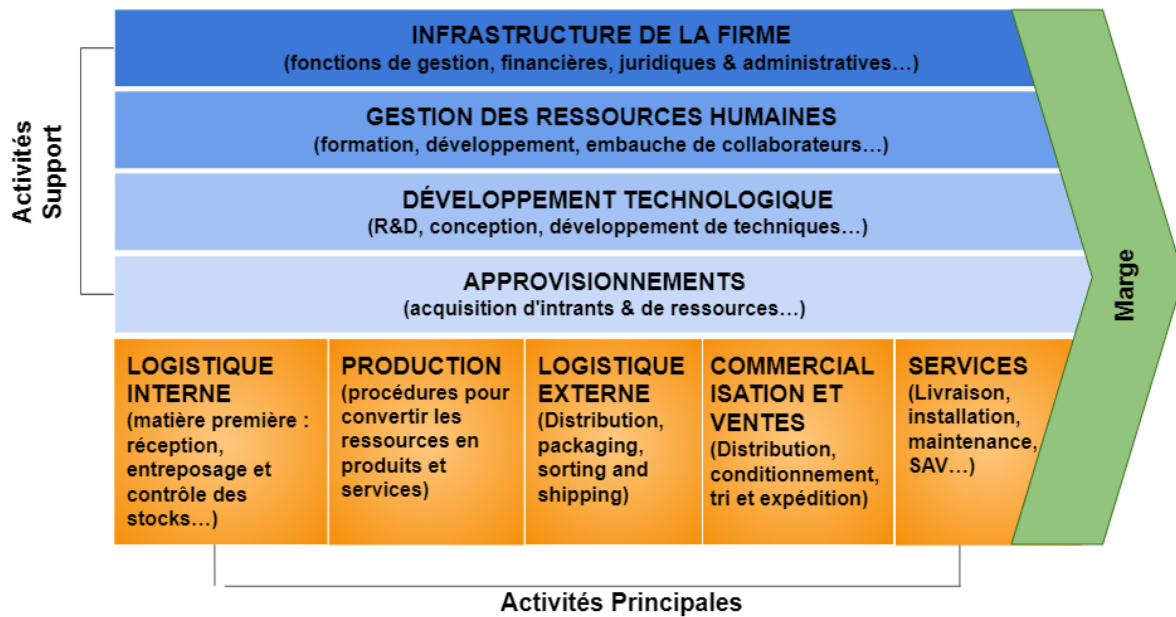 INFRASTRUCTURE DE LA FIRME
(fonctions de gestion, financières, juridiques & administratives…)
GESTION DES RESSOURCES HUMAINES
(formation, développement, embauche de collaborateurs…)
DÉVELOPPEMENT TECHNOLOGIQUE
(R&D, conception, développement de techniques…)
APPROVISIONNEMENTS
(acquisition d'intrants & de ressources…)
Activités
Support
LOGISTIQUE
INTERNE
(matière première :
réception,
entreposage et
contrôle des
stocks…)
PRODUCTION
(procédures pour
convertir les
ressources en
produits et
services)
LOGISTIQUE
EXTERNE
(Distribution,
packaging,
sorting and
shipping)
COMMERCIAL
ISATION ET
VENTES
(Distribution,
conditionnement,
tri et expédition)
SERVICES
(Livraison,
installation,
maintenance,
SAV…)
Marge
Activités Principales